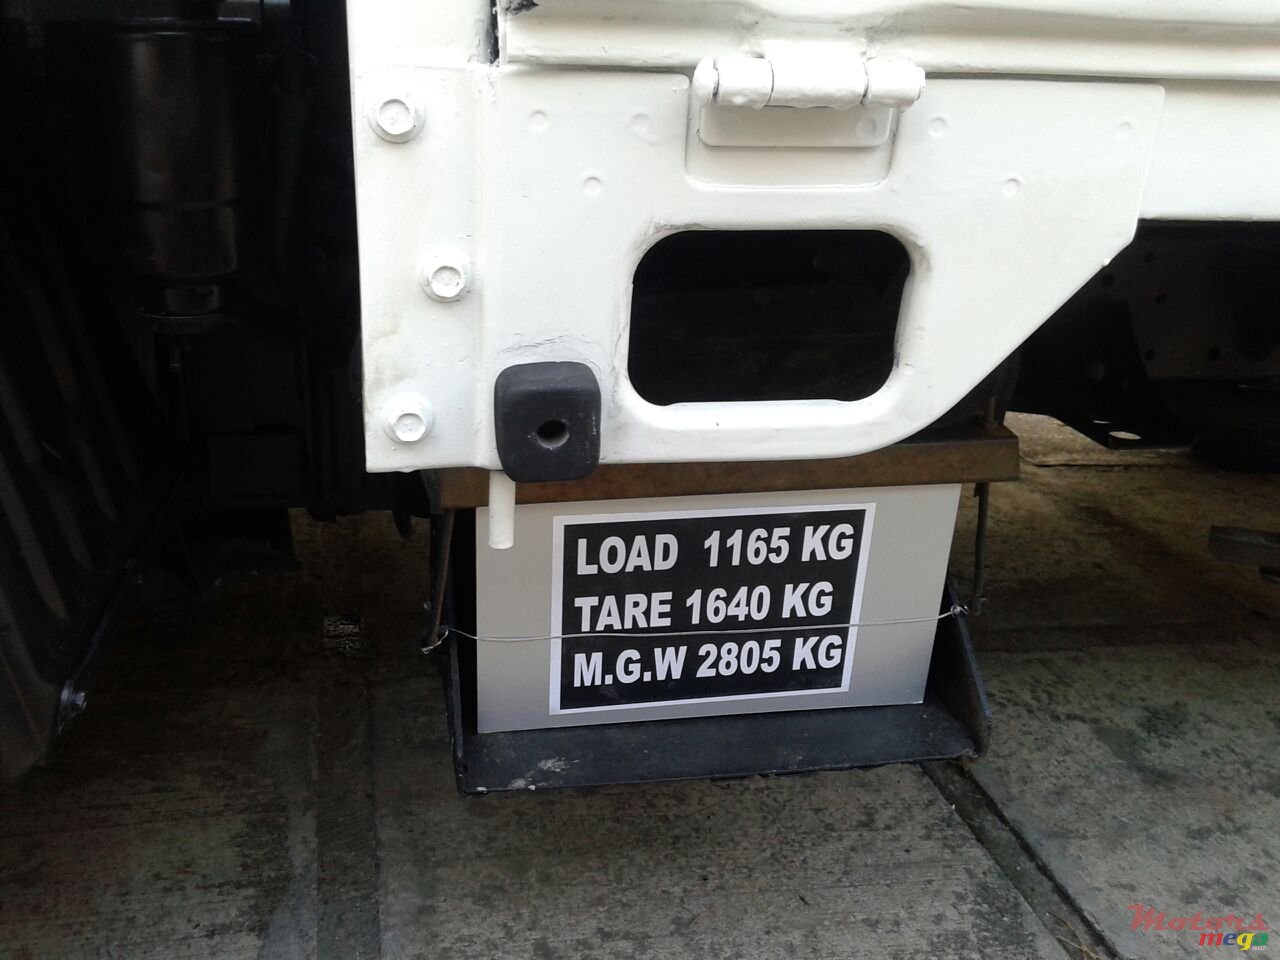 LOAD 1165 KG
TARE 1640 KG
M.G.W 2805 KG
Motors
mega